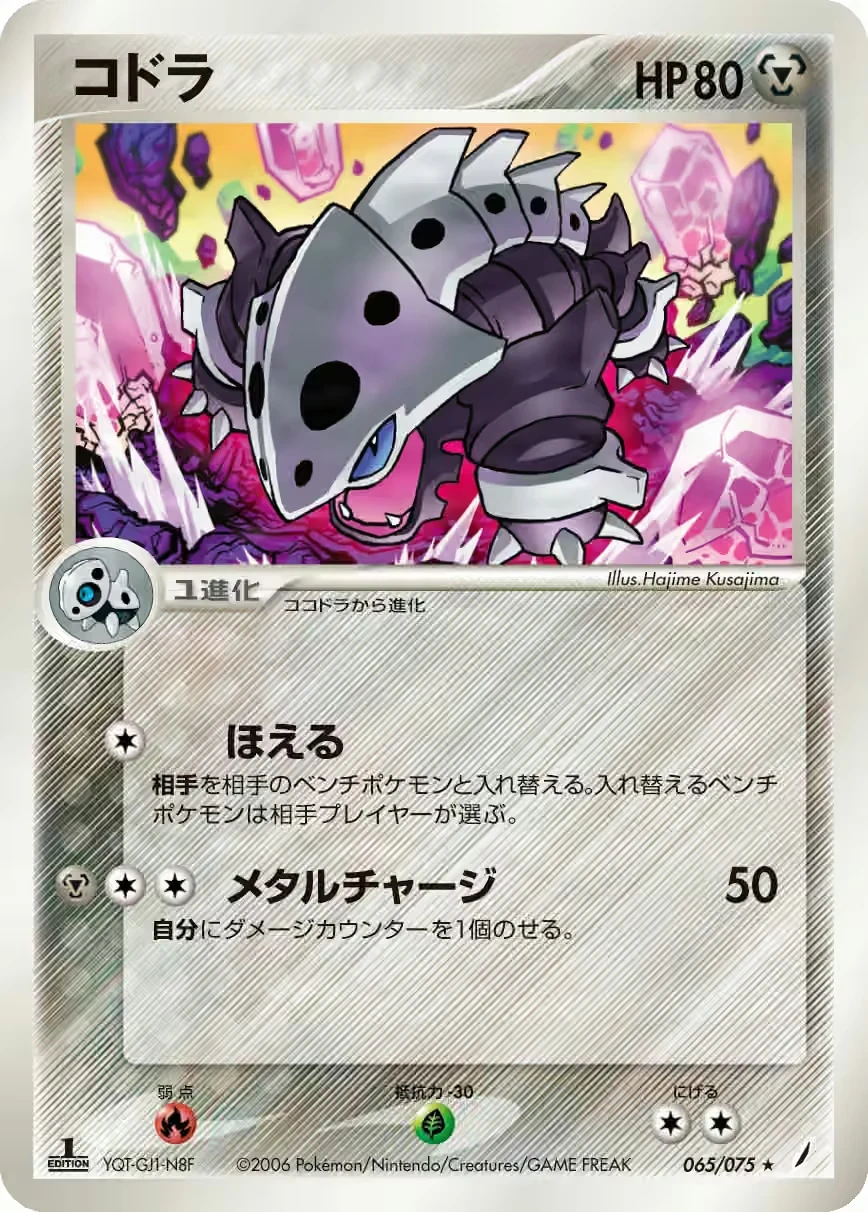 コドラ
HP80
Illus.Hajime Kusajima
1進化
ココドラから進化
ほえる
相手を相手のベンチポケモンと入れ替える。入れ替えるベンチ
ポケモンは相手プレイヤーが選ぶ。
メタルチャージ 50
自分にダメージカウンターを1個のせる。
弱点 抵抗力 -30 にげる
1 EDITION YQT-GJ1-N8F ©2006 Pokémon/Nintendo/Creatures/GAME FREAK 065/075 ★